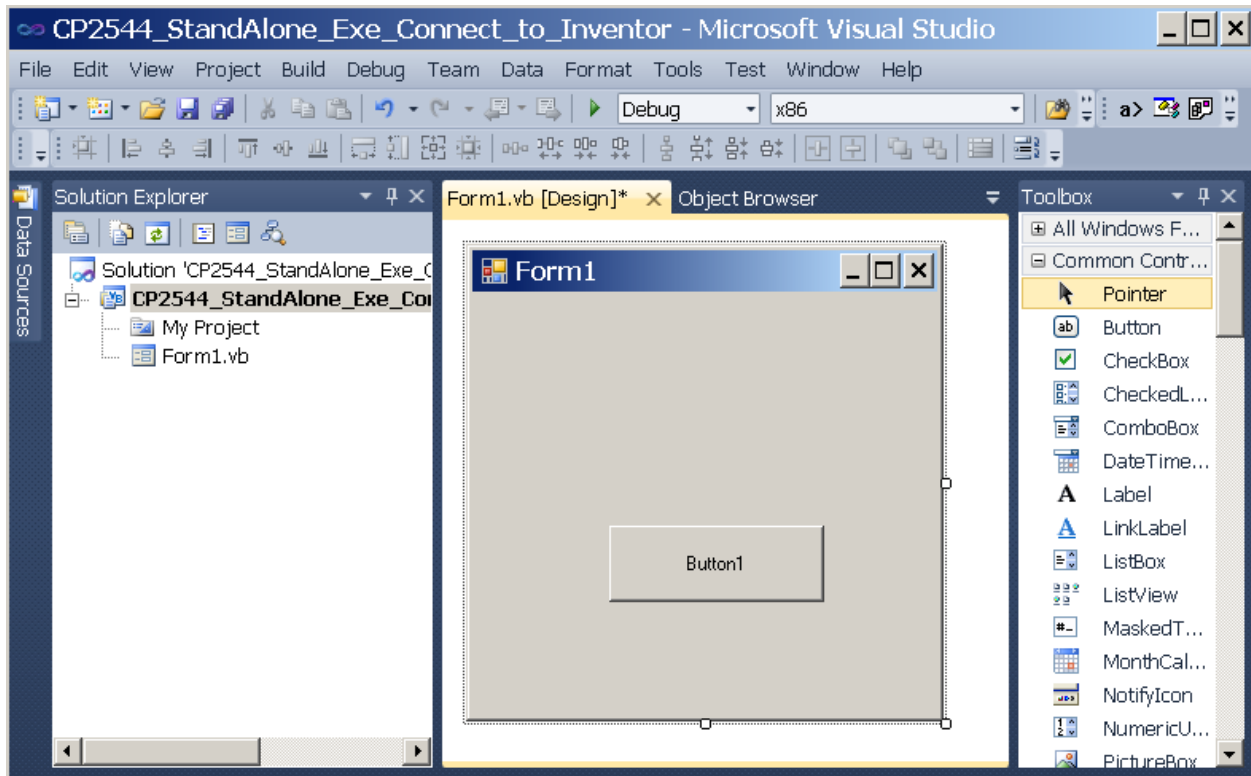 CP2544_StandAlone_Exe_Connect_to_Inventor - Microsoft Visual Studio
File Edit View Project Build Debug Team Data Format Tools Test Window Help
Debug x86
Data Sources
Solution Explorer
Solution 'CP2544_StandAlone_Exe_C
CP2544_StandAlone_Exe_Con
My Project
Form1.vb
Form1.vb [Design]* Object Browser
Form1
Button1
Toolbox
All Windows F...
Common Contr...
Pointer
Button
CheckBox
CheckedL...
ComboBox
DateTime...
Label
LinkLabel
ListBox
ListView
MaskedT...
MonthCal...
NotifyIcon
NumericU...
PictureBox